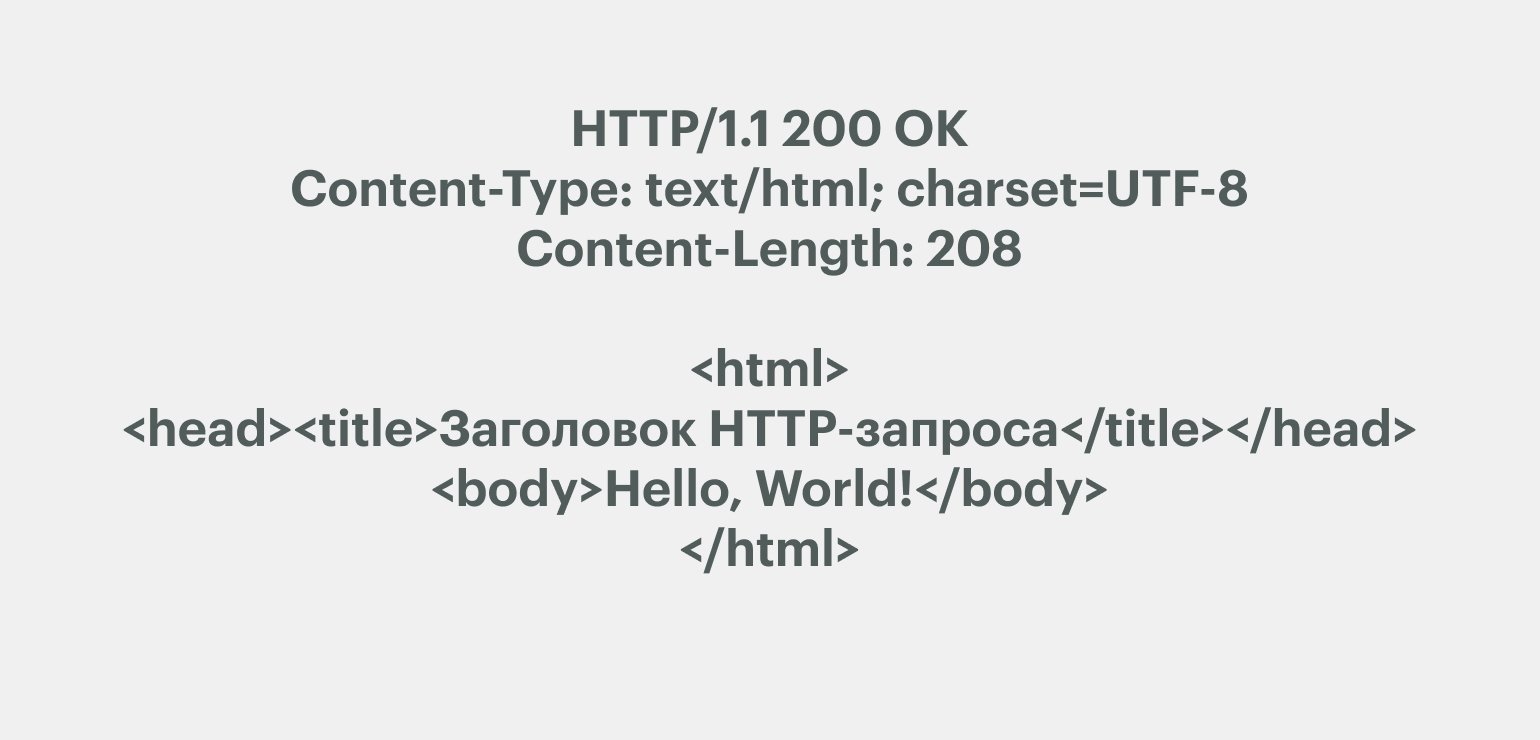 HTTP/1.1 200 OK
Content-Type: text/html; charset=UTF-8
Content-Length: 208
<html>
<head><title>Заголовок HTTP-запроса</title></head>
<body>Hello, World!</body>
</html>